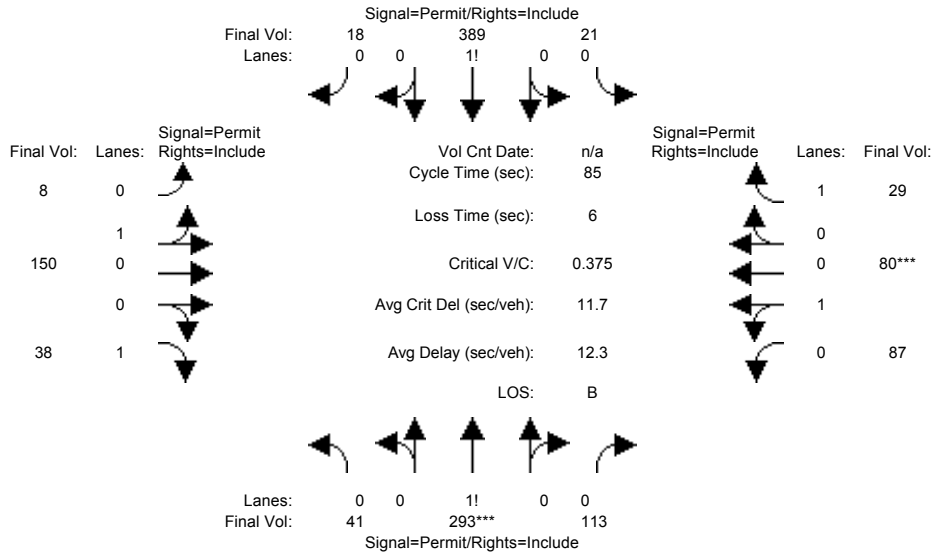 Signal=Permit/Rights=Include
Final Vol: 18 389 21
Lanes: 0 0 1! 0 0
Signal=Permit Signal=Permit
Final Vol: Lanes: Rights=Include Vol Cnt Date: n/a Rights=Include Lanes: Final Vol:
Cycle Time (sec): 85
8 0 1 29
Loss Time (sec): 6
1 0
150 0 Critical V/C: 0.375 0 80***
0 Avg Crit Del (sec/veh): 11.7 1
38 1 Avg Delay (sec/veh): 12.3 0 87
LOS: B
Lanes: 0 0 1! 0 0
Final Vol: 41 293*** 113
Signal=Permit/Rights=Include